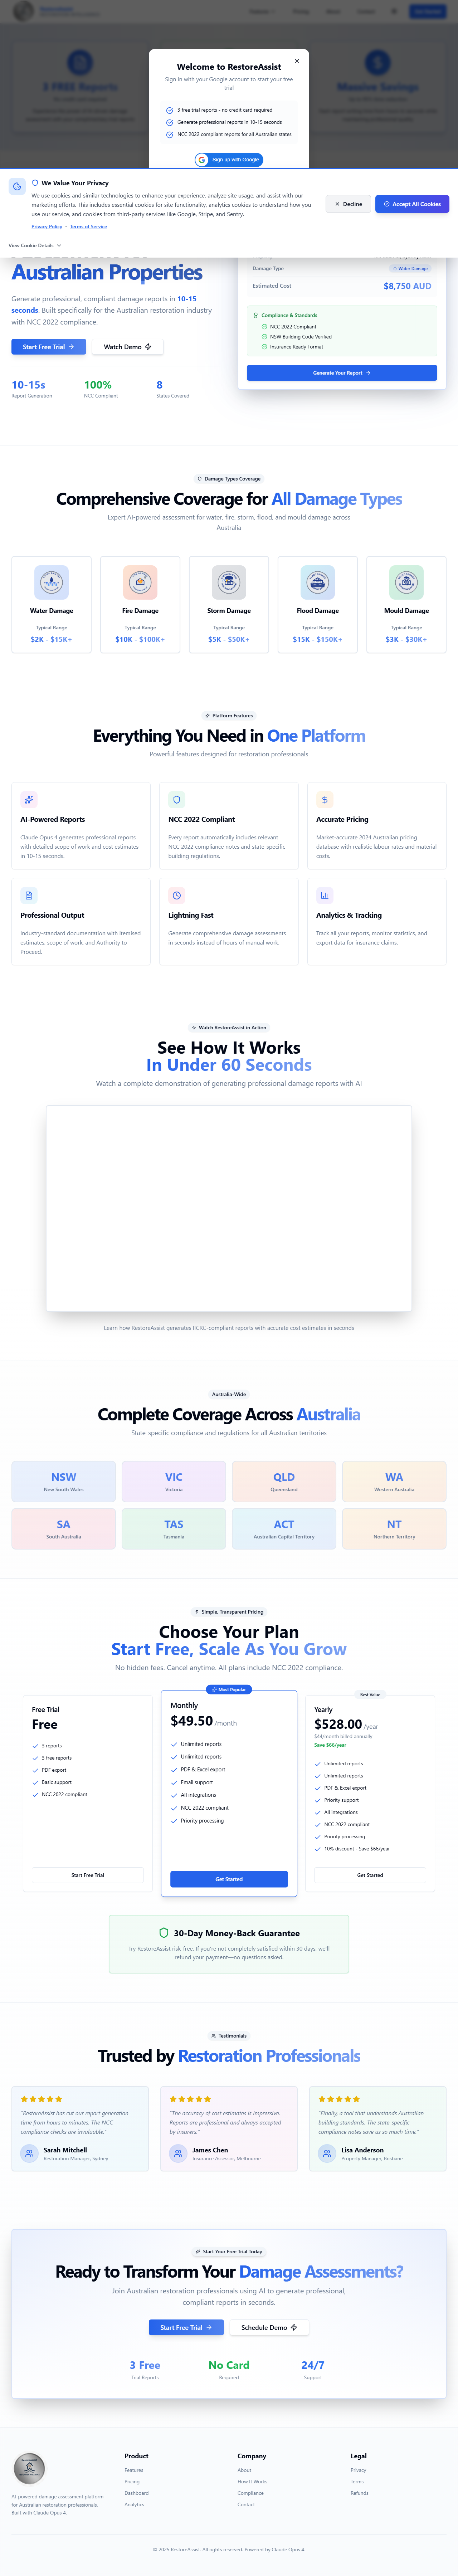 RestoreAssist
Features
Pricing
About
Contact
Get Started
3 FREE Reports
Massive Savings
Welcome to RestoreAssist
Sign in with your Google account to start your free
trial
3 free trial reports - no credit card required
Generate professional reports in 10-15 seconds
NCC 2022 compliant reports for all Australian states
Sign up with Google
We Value Your Privacy
We use cookies and similar technologies to enhance your experience, analyze site usage, and assist with our
marketing efforts. This includes essential cookies for site functionality, analytics cookies to understand how you
use our service, and cookies from third-party services like Google, Stripe, and Sentry.
Privacy Policy · Terms of Service
Decline
Accept All Cookies
View Cookie Details
Australian Properties
Generate professional, compliant damage reports in 10-15
seconds. Built specifically for the Australian restoration industry
with NCC 2022 compliance.
Start Free Trial
Watch Demo
10-15s
Report Generation
100%
NCC Compliant
8
States Covered
Damage Type
Water Damage
Estimated Cost
$8,750 AUD
Compliance & Standards
NCC 2022 Compliant
NSW Building Code Verified
Insurance Ready Format
Generate Your Report
Damage Types Coverage
Comprehensive Coverage for All Damage Types
Expert AI-powered assessment for water, fire, storm, flood, and mould damage across
Australia
Water Damage
Typical Range
$2K - $15K+
Fire Damage
Typical Range
$10K - $100K+
Storm Damage
Typical Range
$5K - $50K+
Flood Damage
Typical Range
$15K - $150K+
Mould Damage
Typical Range
$3K - $30K+
Platform Features
Everything You Need in One Platform
Powerful features designed for restoration professionals
AI-Powered Reports
Claude Opus 4 generates professional reports
with detailed scope of work and cost estimates
in 10-15 seconds.
NCC 2022 Compliant
Every report automatically includes relevant
NCC 2022 compliance notes and state-specific
building regulations.
Accurate Pricing
Market-accurate 2024 Australian pricing
database with realistic labour rates and material
costs.
Professional Output
Industry-standard documentation with itemised
estimates, scope of work, and Authority to
Proceed.
Lightning Fast
Generate comprehensive damage assessments
in seconds instead of hours of manual work.
Analytics & Tracking
Track all your reports, monitor statistics, and
export data for insurance claims.
Watch RestoreAssist in Action
See How It Works
In Under 60 Seconds
Watch a complete demonstration of generating professional damage reports with AI
Learn how RestoreAssist generates IICRC-compliant reports with accurate cost estimates in seconds
Australia-Wide
Complete Coverage Across Australia
State-specific compliance and regulations for all Australian territories
NSW
New South Wales
VIC
Victoria
QLD
Queensland
WA
Western Australia
SA
South Australia
TAS
Tasmania
ACT
Australian Capital Territory
NT
Northern Territory
Simple, Transparent Pricing
Choose Your Plan
Start Free, Scale As You Grow
No hidden fees. Cancel anytime. All plans include NCC 2022 compliance.
Free Trial
Free
3 reports
3 free reports
PDF export
Basic support
NCC 2022 compliant
Start Free Trial
Most Popular
Monthly
$49.50 /month
Unlimited reports
Unlimited reports
PDF & Excel export
Email support
All integrations
NCC 2022 compliant
Priority processing
Get Started
Best Value
Yearly
$528.00 /year
$44/month billed annually
Save $66/year
Unlimited reports
Unlimited reports
PDF & Excel export
Priority support
All integrations
NCC 2022 compliant
Priority processing
10% discount - Save $66/year
Get Started
30-Day Money-Back Guarantee
Try RestoreAssist risk-free. If you're not completely satisfied within 30 days, we'll
refund your payment—no questions asked.
Testimonials
Trusted by Restoration Professionals
"RestoreAssist has cut our report generation
time from hours to minutes. The NCC
compliance checks are invaluable."
Sarah Mitchell
Restoration Manager, Sydney
"The accuracy of cost estimates is impressive.
Reports are professional and always accepted
by insurers."
James Chen
Insurance Assessor, Melbourne
"Finally, a tool that understands Australian
building standards. The state-specific
compliance notes save us so much time."
Lisa Anderson
Property Manager, Brisbane
Start Your Free Trial Today
Ready to Transform Your Damage Assessments?
Join Australian restoration professionals using AI to generate professional,
compliant reports in seconds.
Start Free Trial
Schedule Demo
3 Free
Trial Reports
No Card
Required
24/7
Support
AI-powered damage assessment platform
for Australian restoration professionals.
Built with Claude Opus 4.
Product
Features
Pricing
Dashboard
Analytics
Company
About
How It Works
Compliance
Contact
Legal
Privacy
Terms
Refunds
© 2025 RestoreAssist. All rights reserved. Powered by Claude Opus 4.